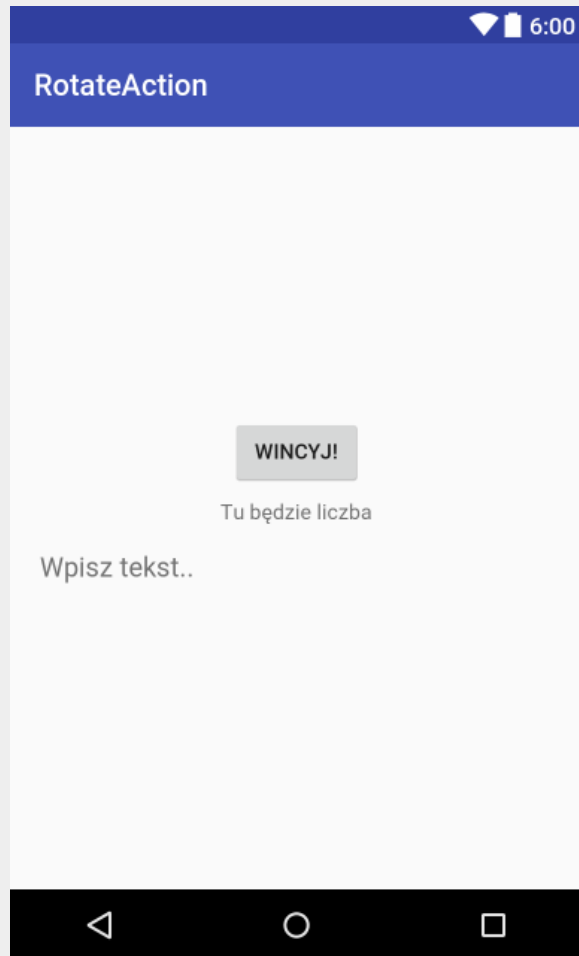 6:00
RotateAction
WINCYJ!
Tu będzie liczba
Wpisz tekst..